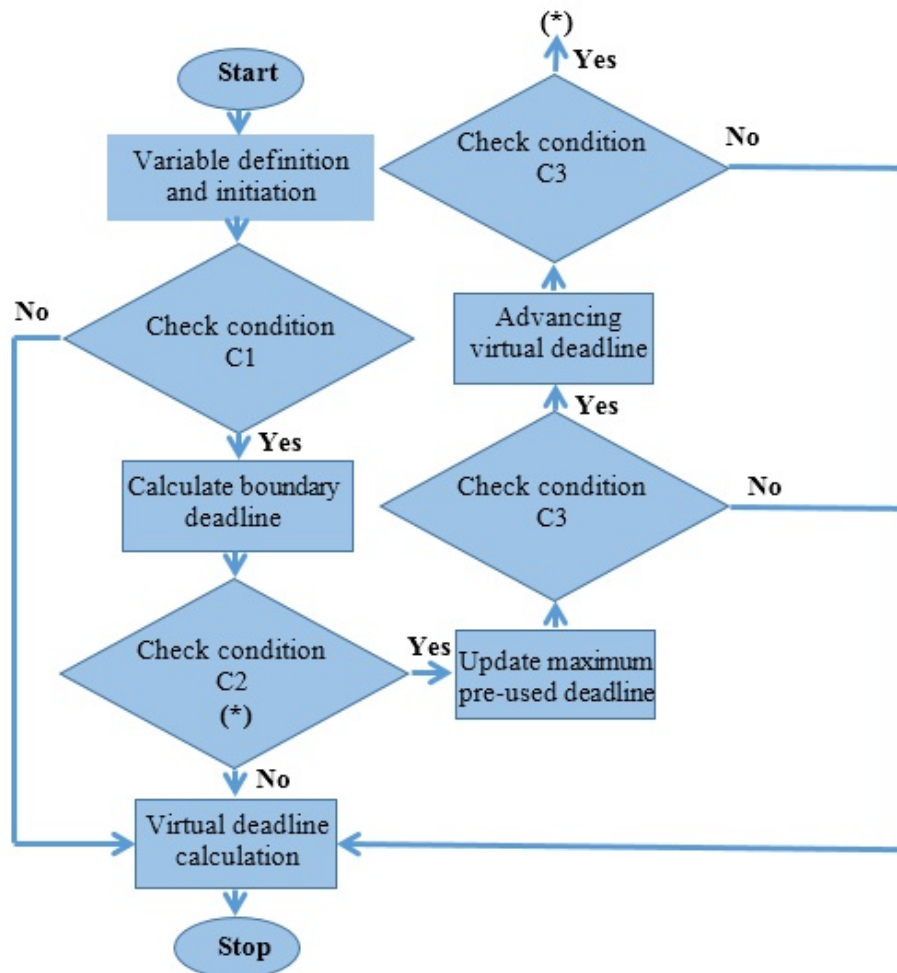 Start
Variable definition
and initiation
No
Check condition
C1
Yes
Calculate boundary
deadline
Check condition
C2
(*)
Yes
No
Virtual deadline
calculation
Stop
Update maximum
pre-used deadline
Check condition
C3
No
Yes
Advancing
virtual deadline
Check condition
C3
No
Yes
(*)